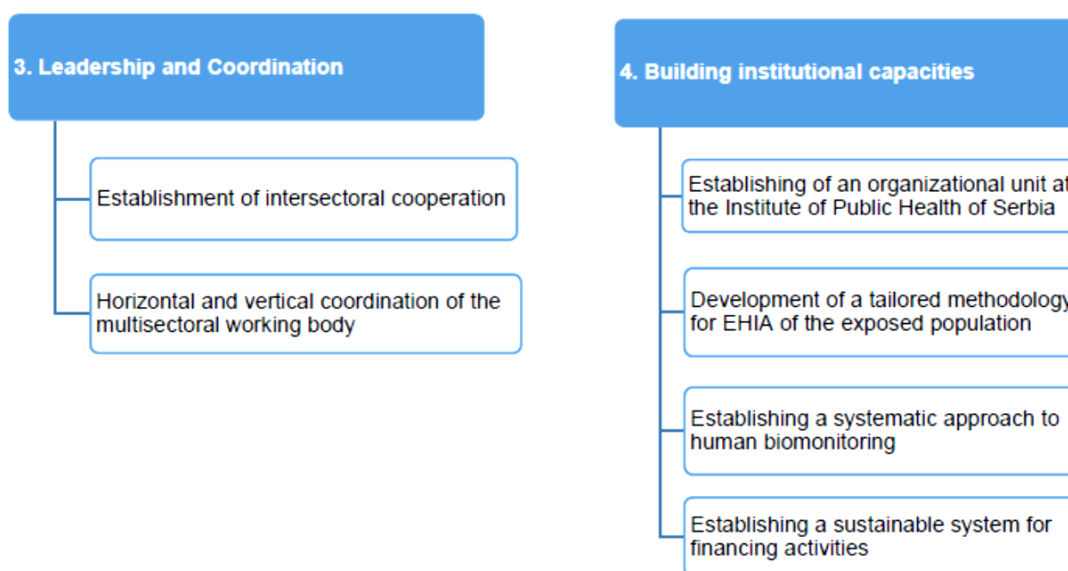 3. Leadership and Coordination
Establishment of intersectoral cooperation
Horizontal and vertical coordination of the
multisectoral working body
4. Building institutional capacities
Establishing of an organizational unit at
the Institute of Public Health of Serbia
Development of a tailored methodology
for EHIA of the exposed population
Establishing a systematic approach to
human biomonitoring
Establishing a sustainable system for
financing activities